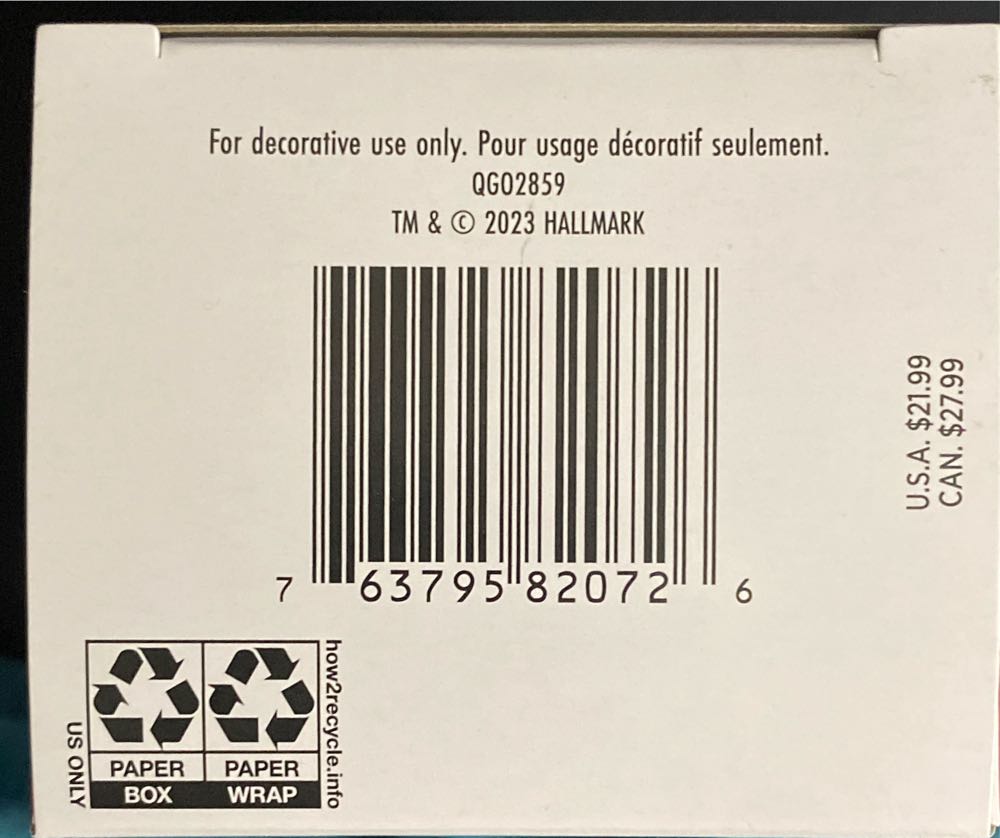 For decorative use only. Pour usage décoratif seulement.
QGO2859
TM & © 2023 HALLMARK
7 63795 82072 6
U.S.A. $21.99
CAN. $27.99
US ONLY
PAPER PAPER
BOX WRAP
how2recycle.info